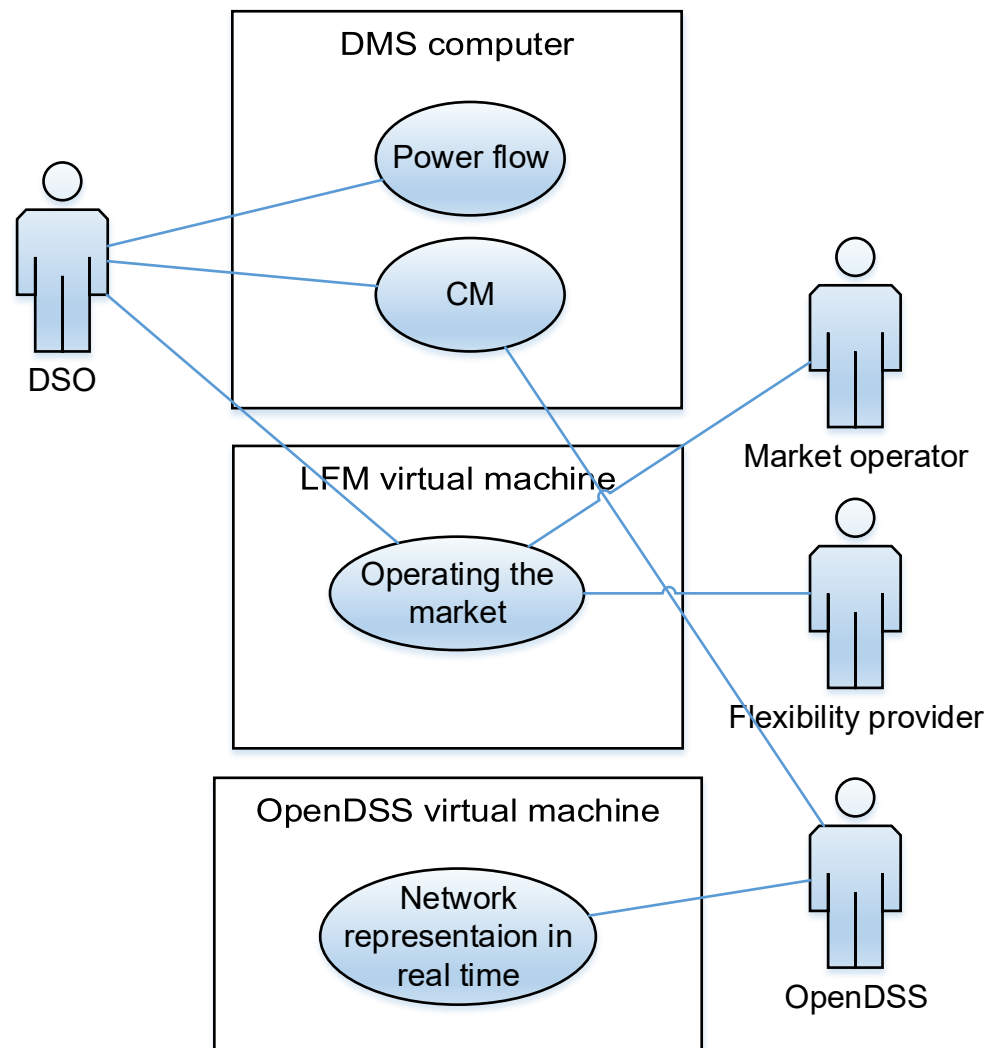 DMS computer
Power flow
CM
DSO
Market operator
LFM virtual machine
Operating the
market
Flexibility provider
OpenDSS virtual machine
Network
representaion in
real time
OpenDSS